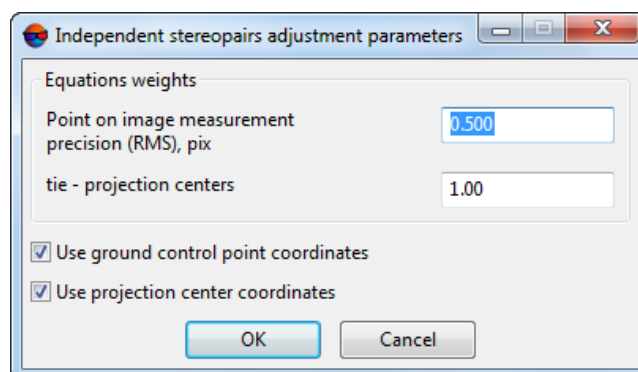 Independent stereopairs adjustment parameters
Equations weights
Point on image measurement
precision (RMS), pix
0.500
tie - projection centers
1.00
Use ground control point coordinates
Use projection center coordinates
OK
Cancel